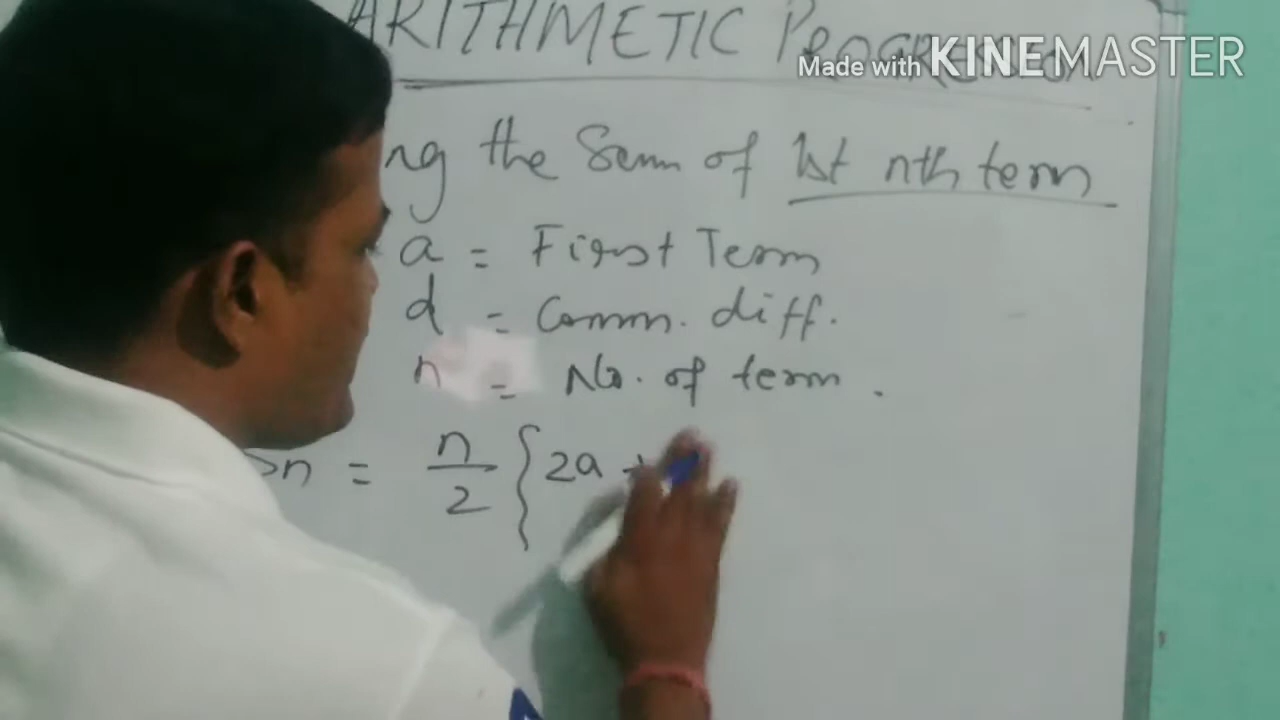 ARITHMETIC PROGRESSION
Made with KINEMASTER
ng the Sum of 1st nth term
a = First Term
d = Comm. diff.
n = No. of term.
Sn = n/2 {2a +